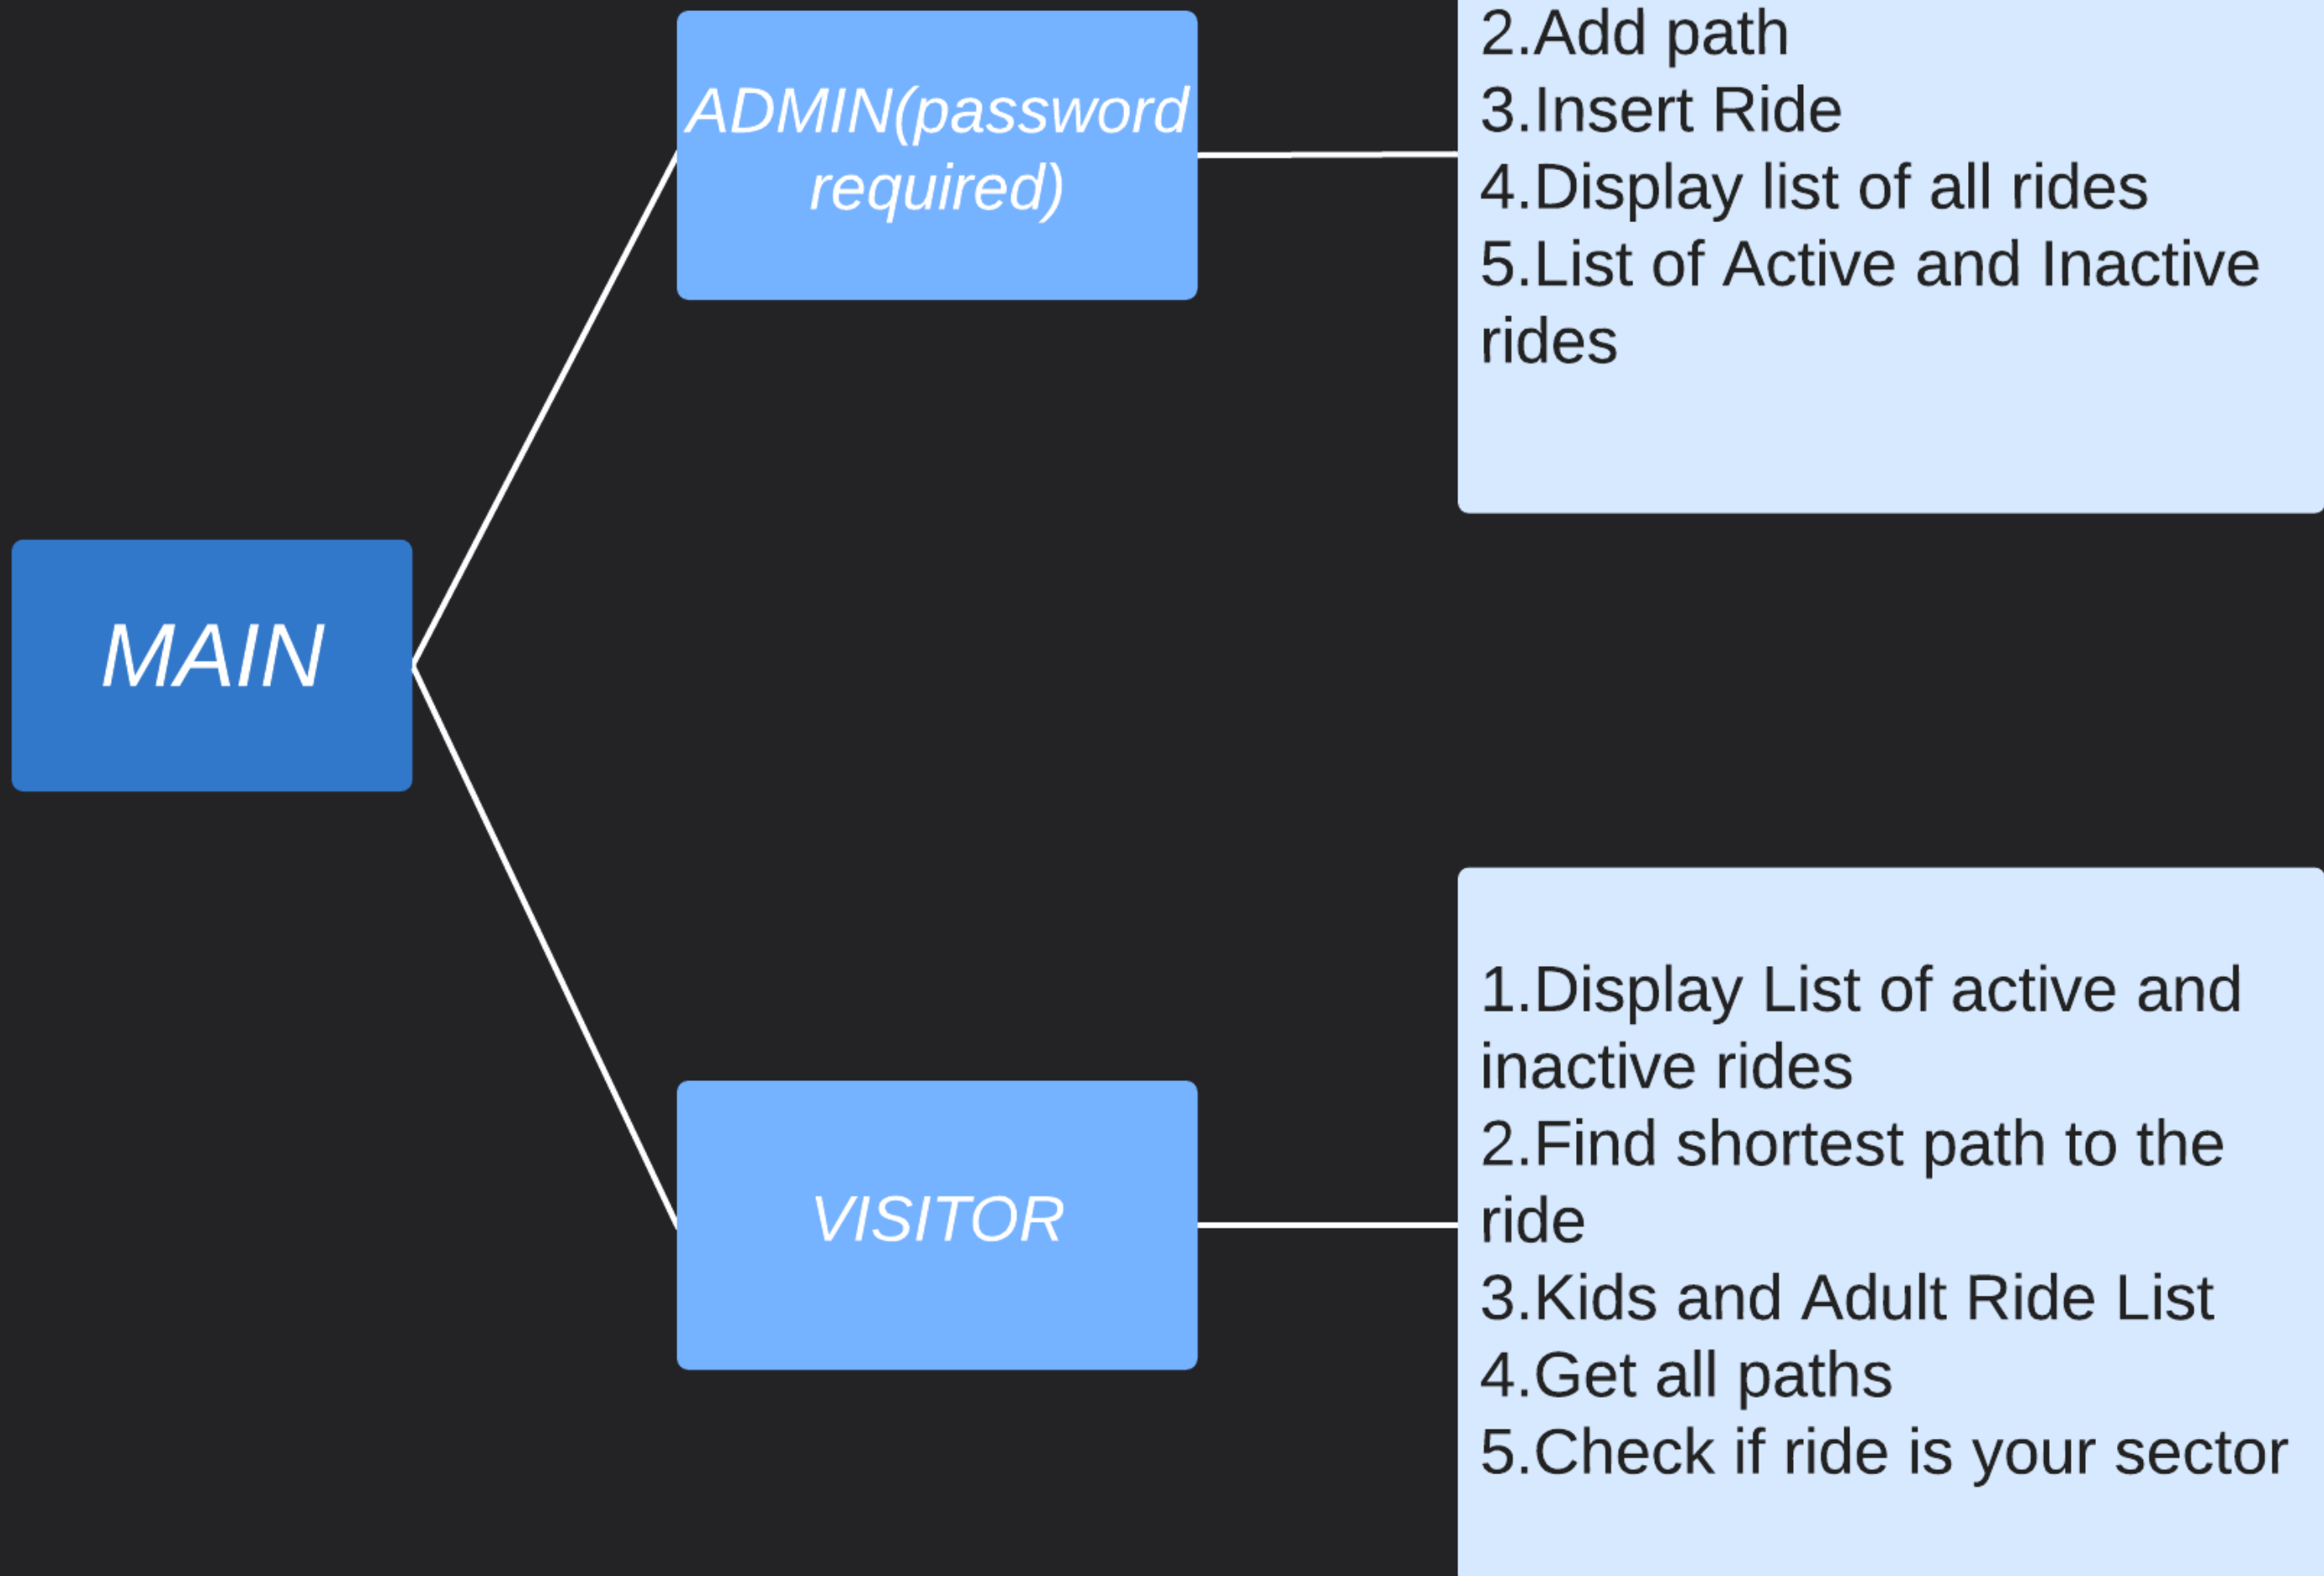 MAIN
ADMIN(password
required)
2.Add path
3.Insert Ride
4.Display list of all rides
5.List of Active and Inactive
rides
VISITOR
1.Display List of active and
inactive rides
2.Find shortest path to the
ride
3.Kids and Adult Ride List
4.Get all paths
5.Check if ride is your sector